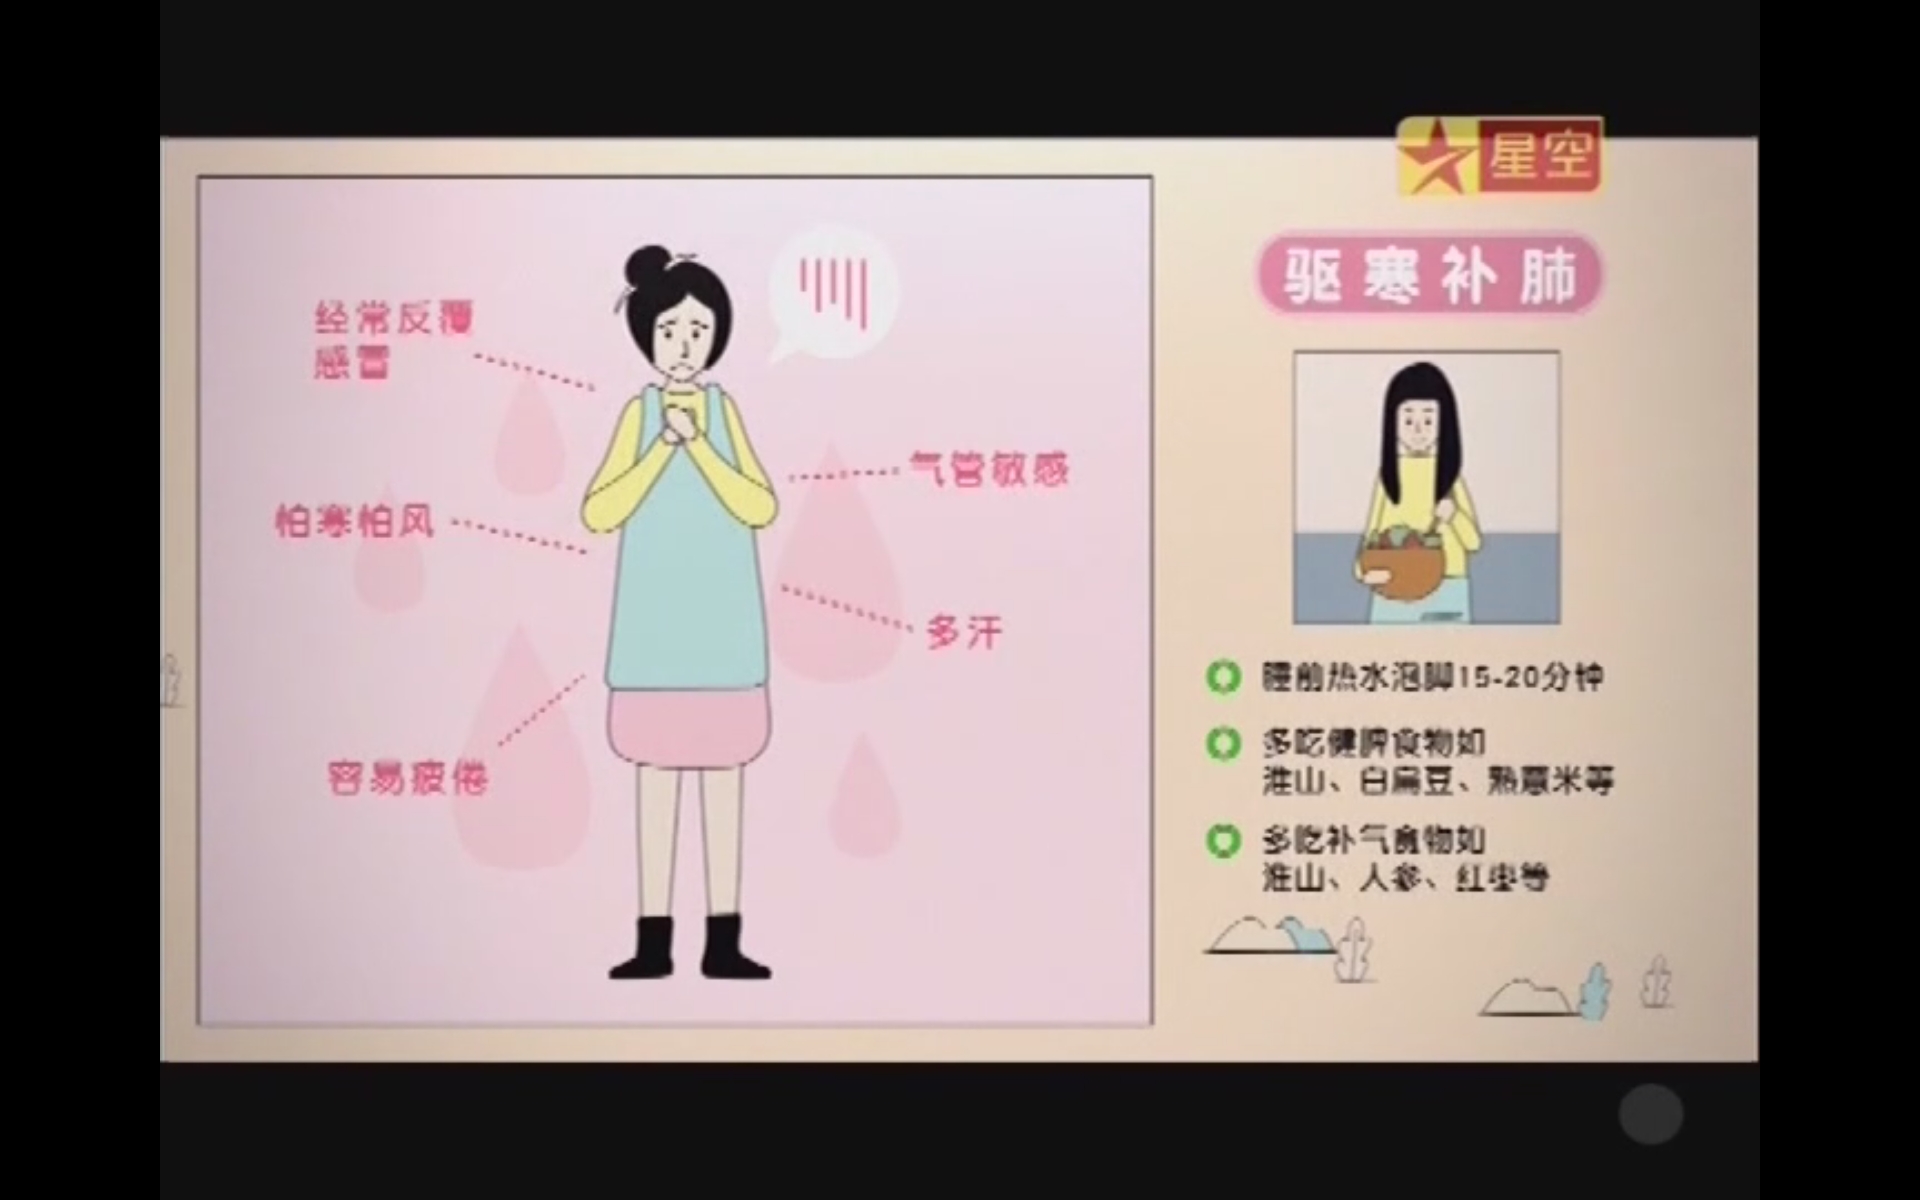 星空
驱寒补肺
经常反覆
感冒
气管敏感
怕寒怕风
多汗
容易疲倦
睡前热水泡脚15-20分钟
多吃健脾食物如
淮山、白扁豆、熟薏米等
多吃补气食物如
淮山、人参、红枣等